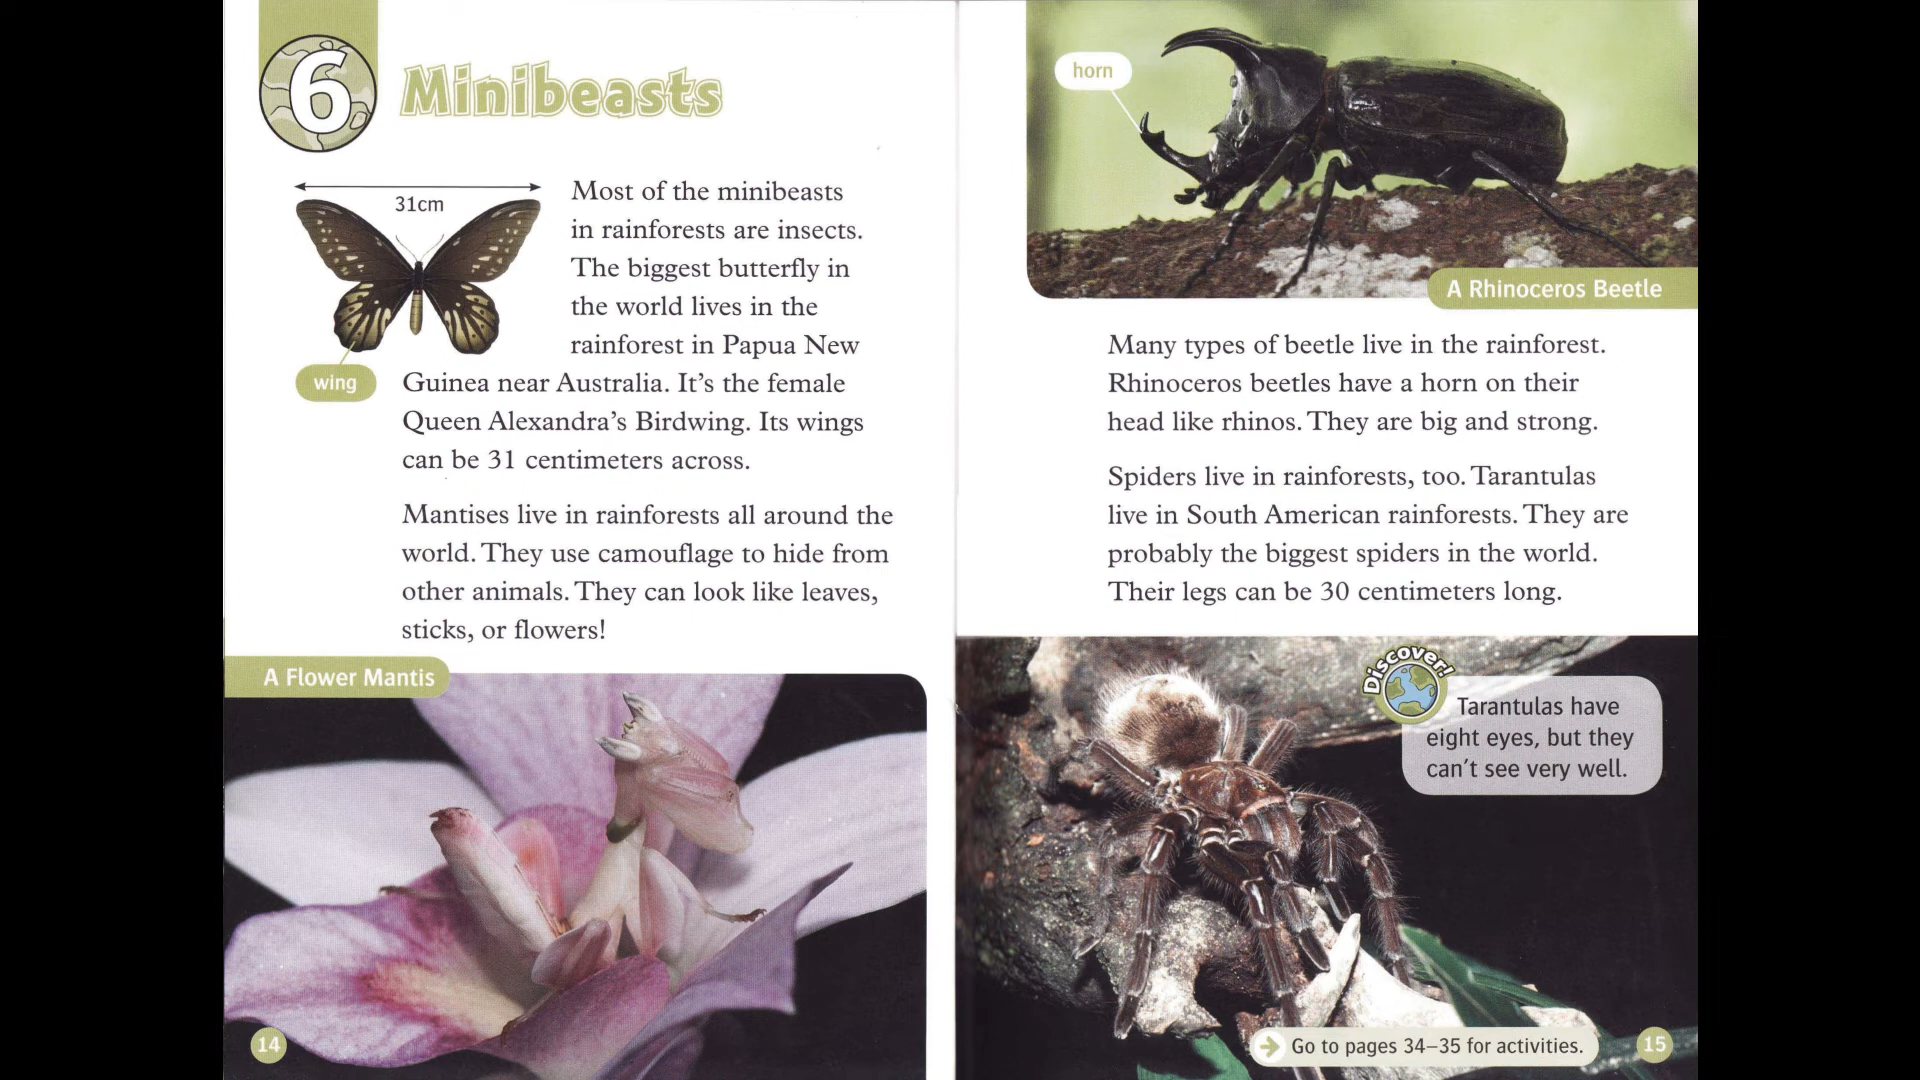 6
Minibeasts
31cm
wing
Most of the minibeasts
in rainforests are insects.
The biggest butterfly in
the world lives in the
rainforest in Papua New
Guinea near Australia. It's the female
Queen Alexandra's Birdwing. Its wings
can be 31 centimeters across.
Mantises live in rainforests all around the
world. They use camouflage to hide from
other animals. They can look like leaves,
sticks, or flowers!
A Flower Mantis
14
horn
A Rhinoceros Beetle
Many types of beetle live in the rainforest.
Rhinoceros beetles have a horn on their
head like rhinos. They are big and strong.
Spiders live in rainforests, too. Tarantulas
live in South American rainforests. They are
probably the biggest spiders in the world.
Their legs can be 30 centimeters long.
Discover!
Tarantulas have
eight eyes, but they
can't see very well.
Go to pages 34–35 for activities.
15